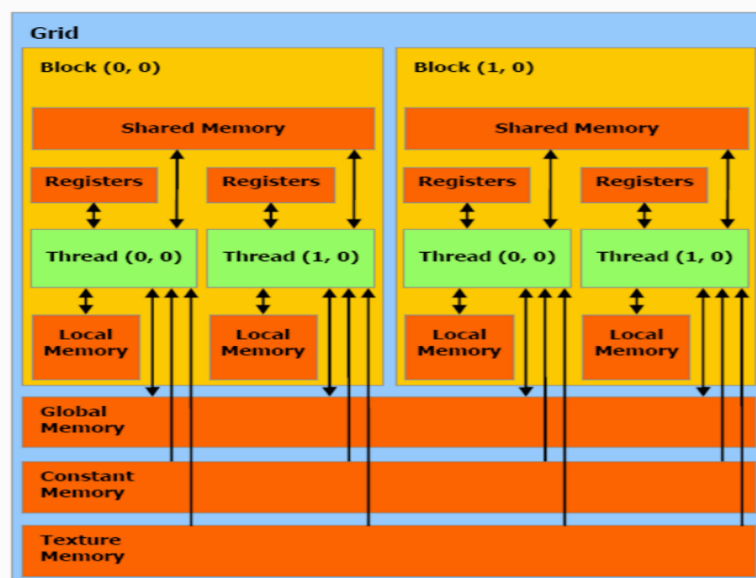 Grid
Block (0, 0)
Block (1, 0)
Shared Memory
Shared Memory
Registers
Registers
Registers
Registers
Thread (0, 0)
Thread (1, 0)
Thread (0, 0)
Thread (1, 0)
Local
Memory
Local
Memory
Local
Memory
Local
Memory
Global
Memory
Constant
Memory
Texture
Memory